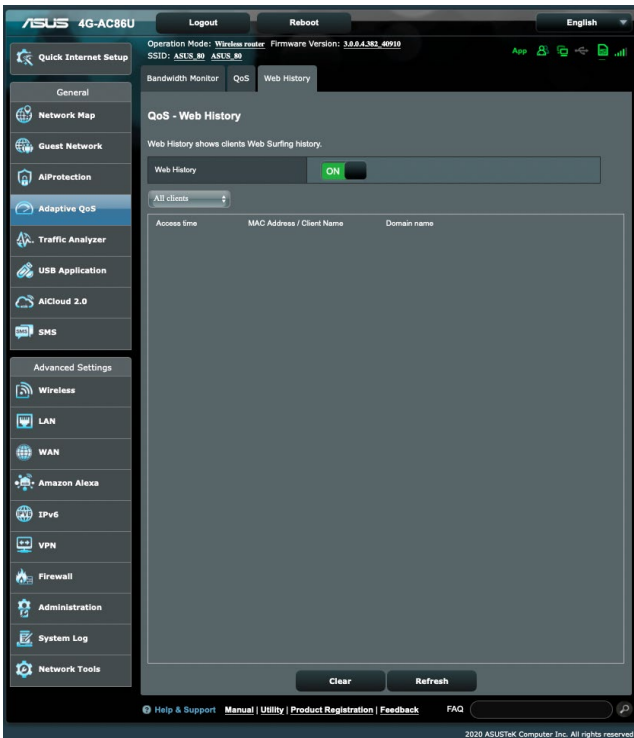 ASUS 4G-AC86U Logout Reboot English
Quick Internet Setup
General
Network Map
Guest Network
AiProtection
Adaptive QoS
Traffic Analyzer
USB Application
AiCloud 2.0
SMS SMS
Advanced Settings
Wireless
LAN
WAN
Amazon Alexa
IPv6 IPv6
VPN
Firewall
Administration
System Log
Network Tools
Operation Mode: Wireless router Firmware Version: 3.0.0.4.382_40910
SSID: ASUS_80 ASUS_80
App
Bandwidth Monitor QoS Web History
QoS - Web History
Web History shows clients Web Surfing history.
Web History ON
All clients
Access time MAC Address / Client Name Domain name
Clear Refresh
Help & Support Manual | Utility | Product Registration | Feedback FAQ
2020 ASUSTeK Computer Inc. All rights reserved